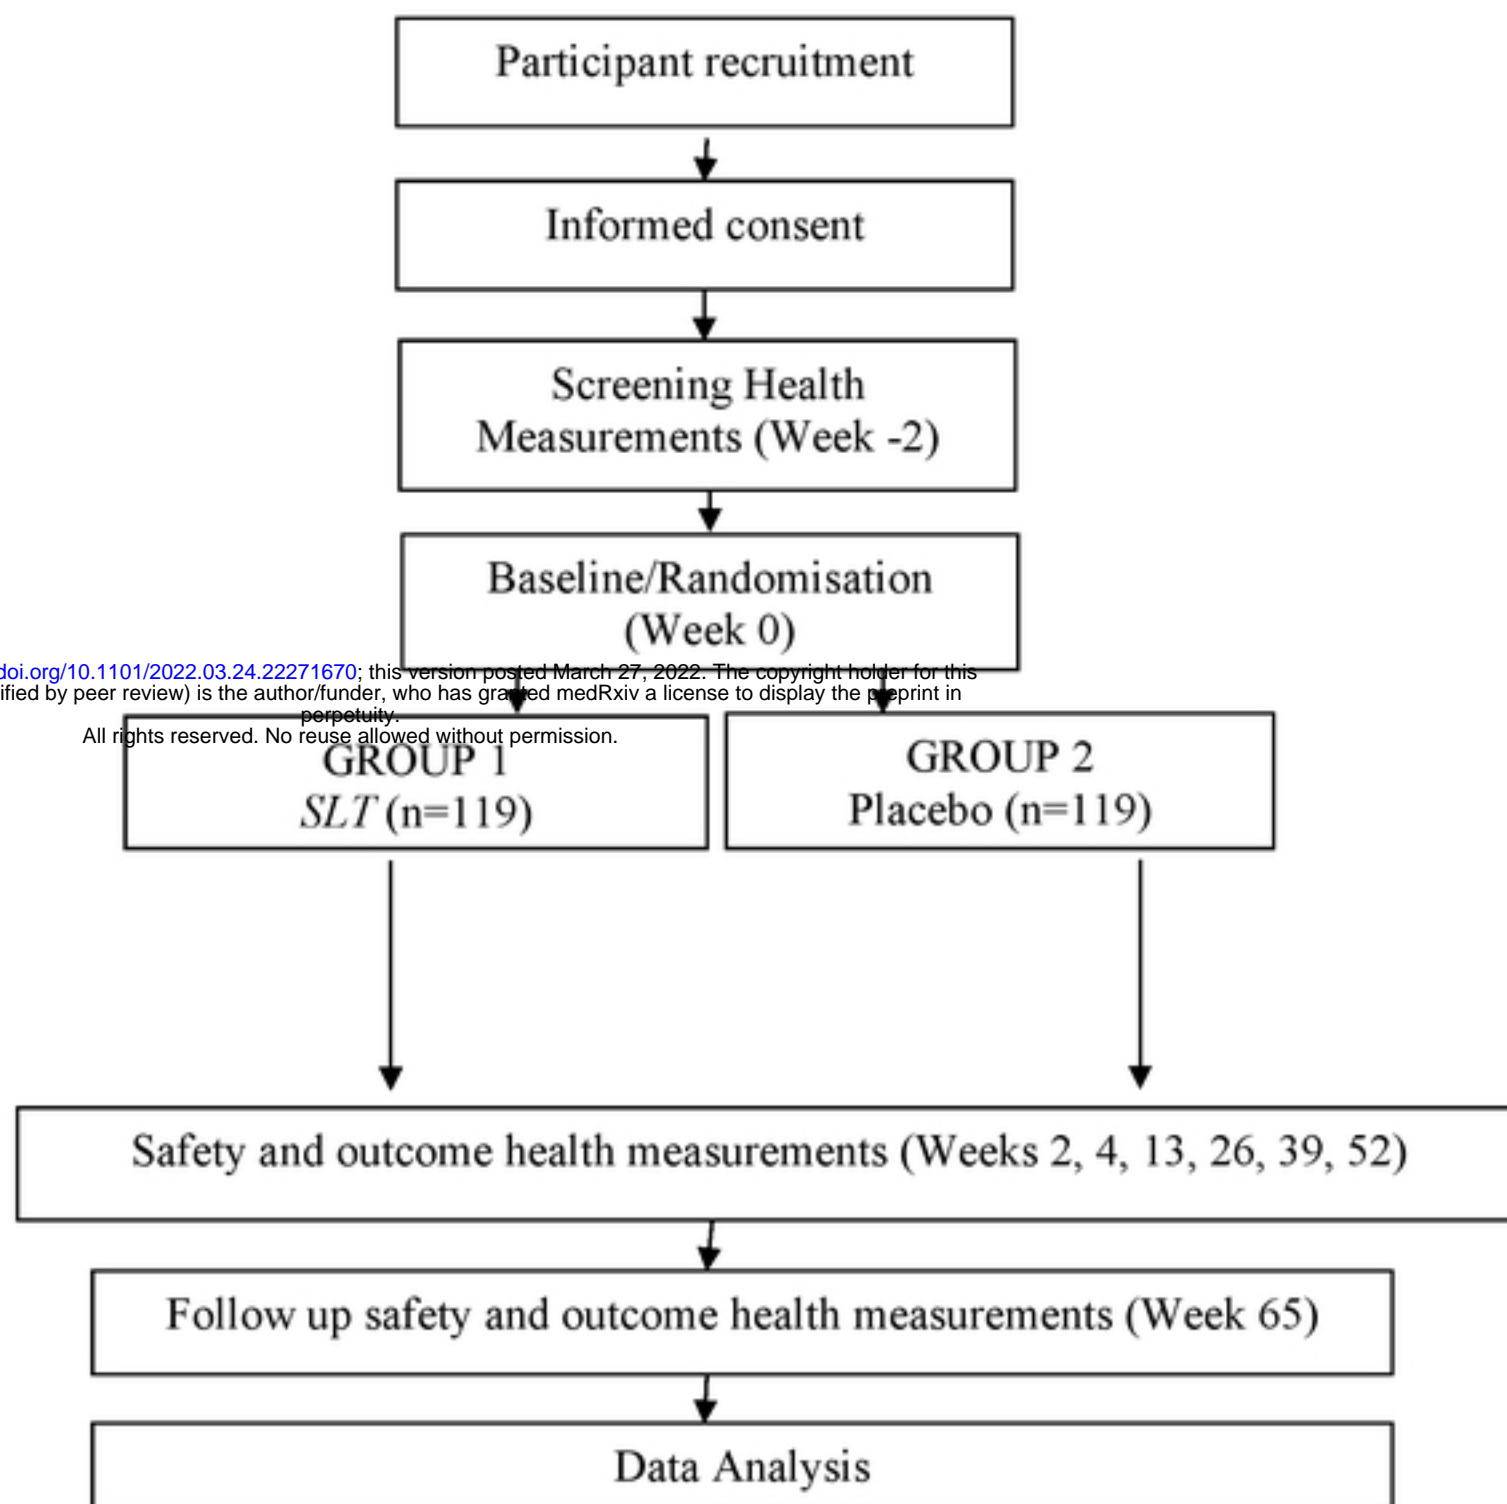 Participant recruitment
Informed consent
Screening Health
Measurements (Week -2)
Baseline/Randomisation
(Week 0)
doi.org/10.1101/2022.03.24.22271670; this version posted March 27, 2022. The copyright holder for this
ified by peer review) is the author/funder, who has granted medRxiv a license to display the preprint in
perpetuity.
All rights reserved. No reuse allowed without permission.
GROUP 1
SLT (n=119)
GROUP 2
Placebo (n=119)
Safety and outcome health measurements (Weeks 2, 4, 13, 26, 39, 52)
Follow up safety and outcome health measurements (Week 65)
Data Analysis